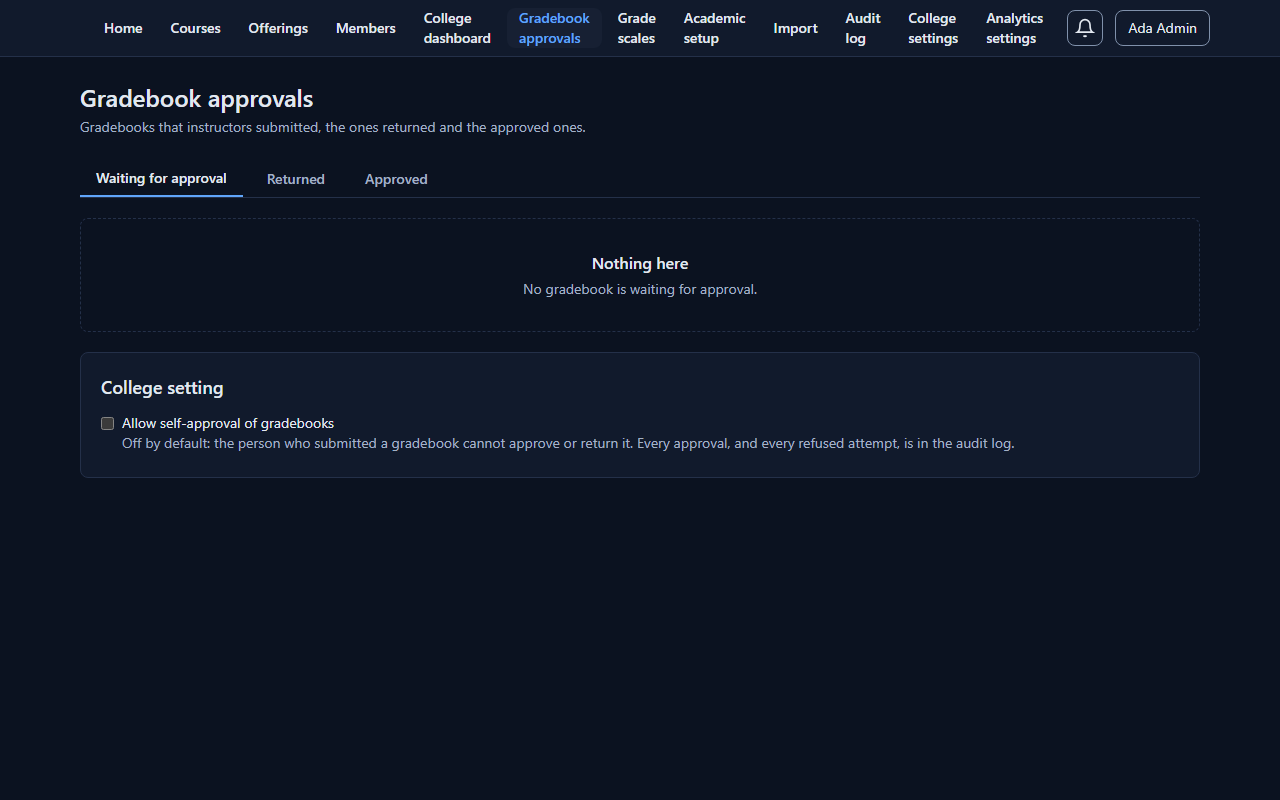 Home
Courses
Offerings
Members
College dashboard
Gradebook approvals
Grade scales
Academic setup
Import
Audit log
College settings
Analytics settings
Ada Admin
Gradebook approvals
Gradebooks that instructors submitted, the ones returned and the approved ones.
Waiting for approval
Returned
Approved
Nothing here
No gradebook is waiting for approval.
College setting
Allow self-approval of gradebooks
Off by default: the person who submitted a gradebook cannot approve or return it. Every approval, and every refused attempt, is in the audit log.